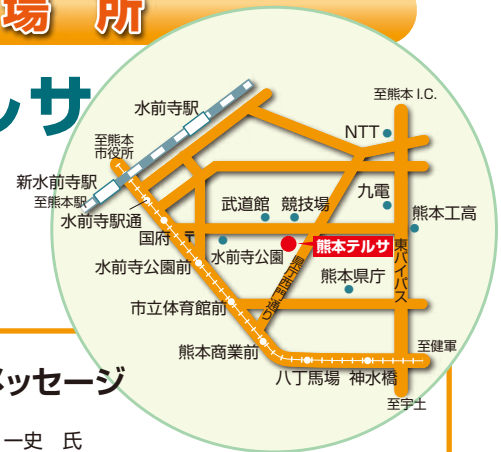 場 所
ルサ
水前寺駅
至熊本 I.C.
至熊本
市役所
NTT
新水前寺駅
至熊本駅
九電
武道館
競技場
熊本工高
水前寺駅通
国府
水前寺公園
熊本テルサ
水前寺公園前
熊本県庁
県庁西門通り
東バイパス
市立体育館前
熊本商業前
至健軍
八丁馬場
神水橋
至宇土
メッセージ
一史 氏